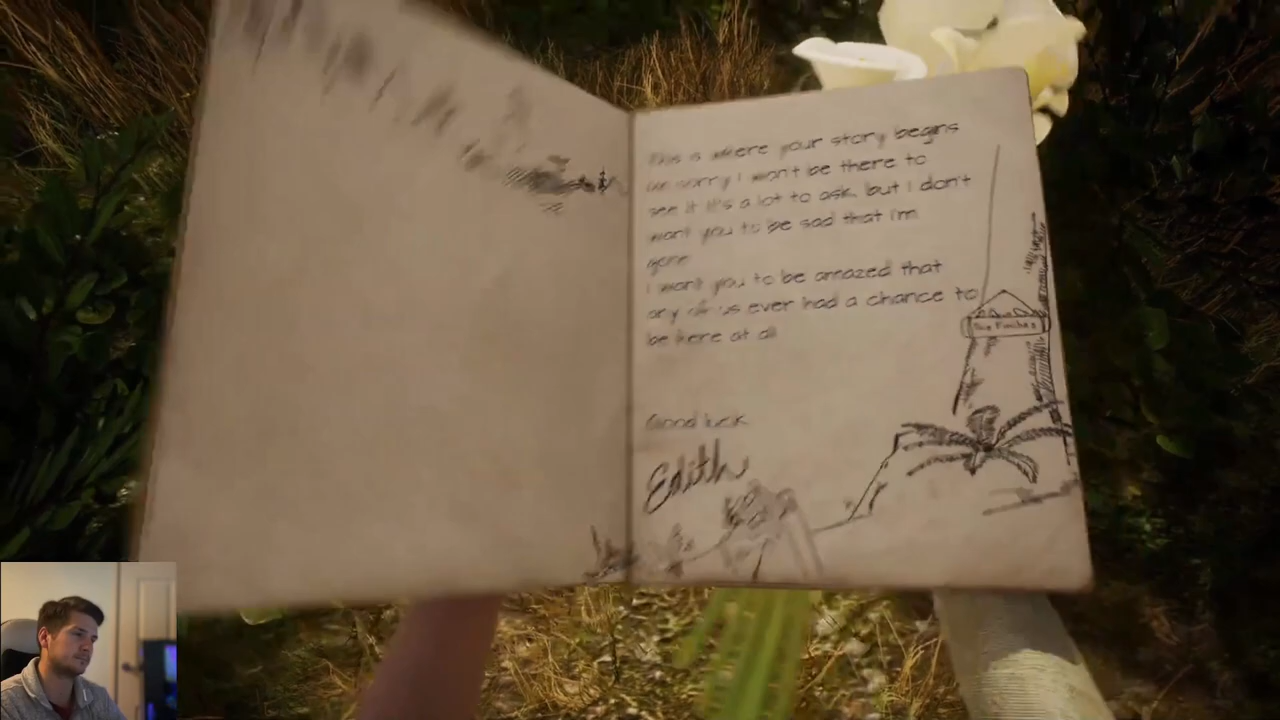 This is where your story begins
I'm sorry I won't be there to
see it It's a lot to ask, but I don't
want you to be sad that I'm
gone
I want you to be amazed that
any of us ever had a chance to
be here at all
Good luck
Edith
The Finches